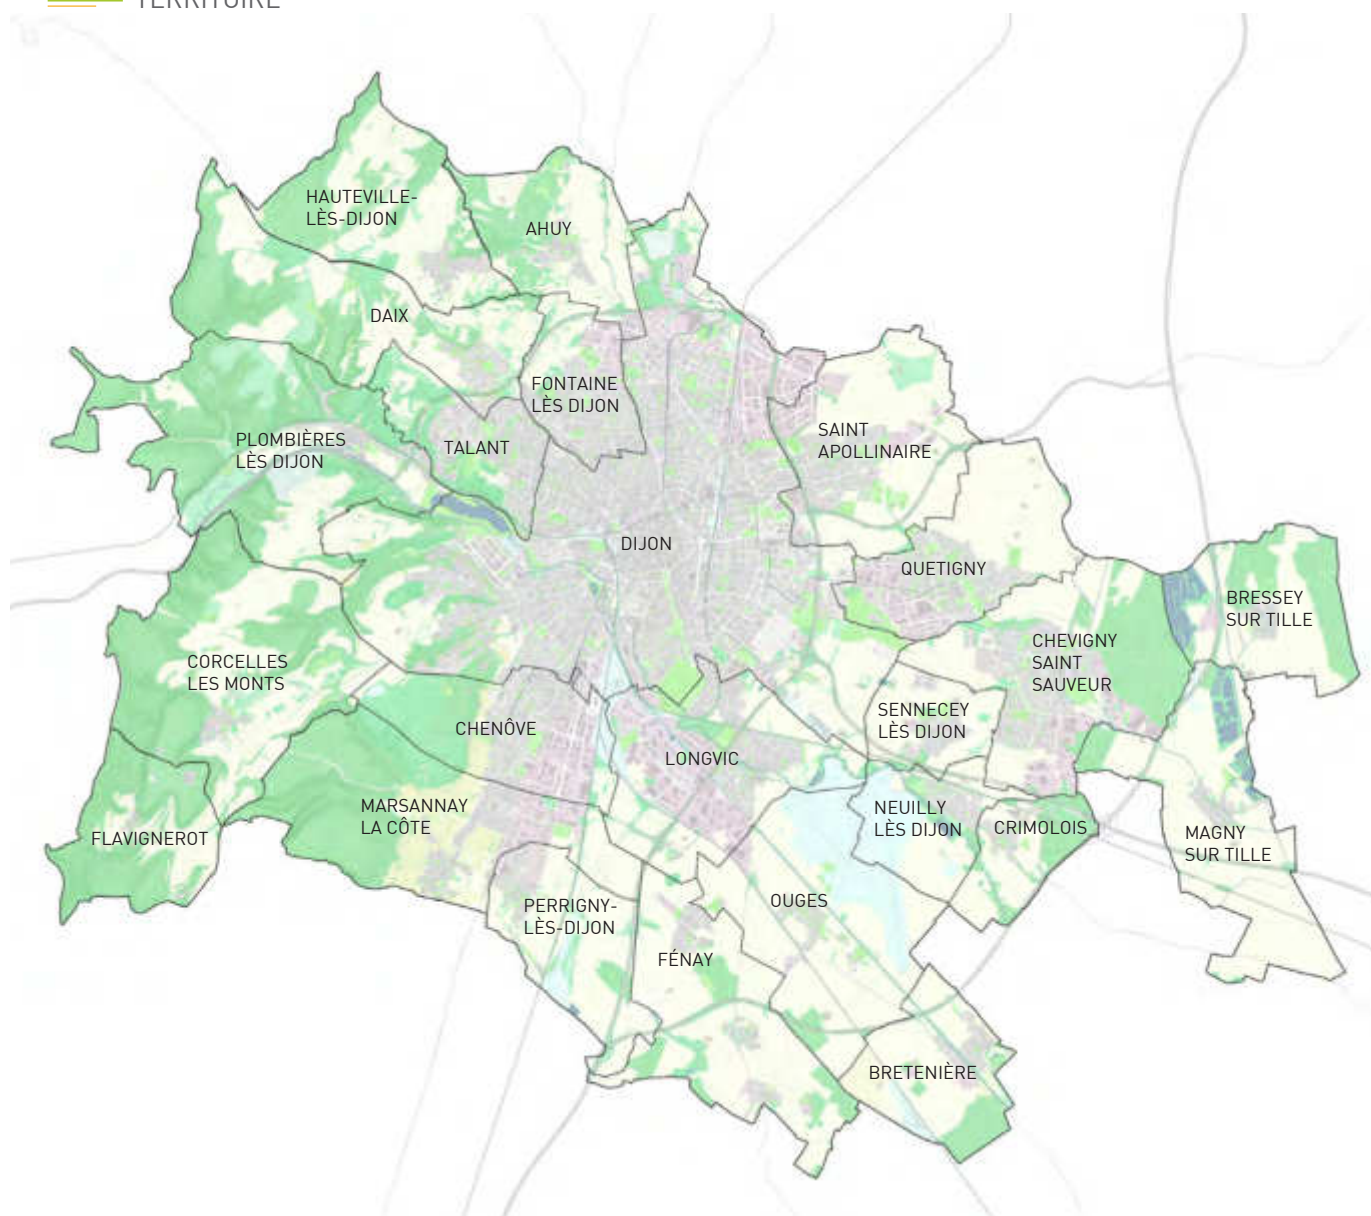 TERRITOIRE
HAUTEVILLE-
LÈS-DIJON
AHUY
DAIX
FONTAINE
LÈS DIJON
PLOMBIÈRES
LÈS DIJON
TALANT
SAINT
APOLLINAIRE
DIJON
QUETIGNY
BRESSEY
SUR TILLE
CHEVIGNY
SAINT
SAUVEUR
CORCELLES
LES MONTS
CHENÔVE
SENNECEY
LÈS DIJON
LONGVIC
MARSANNAY
LA CÔTE
NEUILLY
LÈS DIJON
CRIMOLOIS
FLAVIGNEROT
MAGNY
SUR TILLE
PERRIGNY-
LÈS-DIJON
OUGES
FÉNAY
BRETENIÈRE